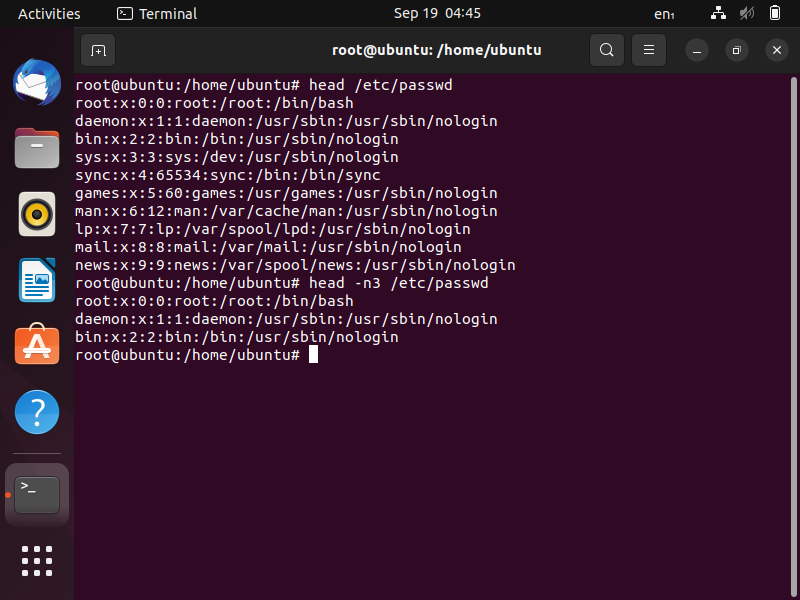 Activities Terminal Sep 19 04:45 en₁
root@ubuntu: /home/ubuntu
root@ubuntu:/home/ubuntu# head /etc/passwd
root:x:0:0:root:/root:/bin/bash
daemon:x:1:1:daemon:/usr/sbin:/usr/sbin/nologin
bin:x:2:2:bin:/bin:/usr/sbin/nologin
sys:x:3:3:sys:/dev:/usr/sbin/nologin
sync:x:4:65534:sync:/bin:/bin/sync
games:x:5:60:games:/usr/games:/usr/sbin/nologin
man:x:6:12:man:/var/cache/man:/usr/sbin/nologin
lp:x:7:7:lp:/var/spool/lpd:/usr/sbin/nologin
mail:x:8:8:mail:/var/mail:/usr/sbin/nologin
news:x:9:9:news:/var/spool/news:/usr/sbin/nologin
root@ubuntu:/home/ubuntu# head -n3 /etc/passwd
root:x:0:0:root:/root:/bin/bash
daemon:x:1:1:daemon:/usr/sbin:/usr/sbin/nologin
bin:x:2:2:bin:/bin:/usr/sbin/nologin
root@ubuntu:/home/ubuntu#